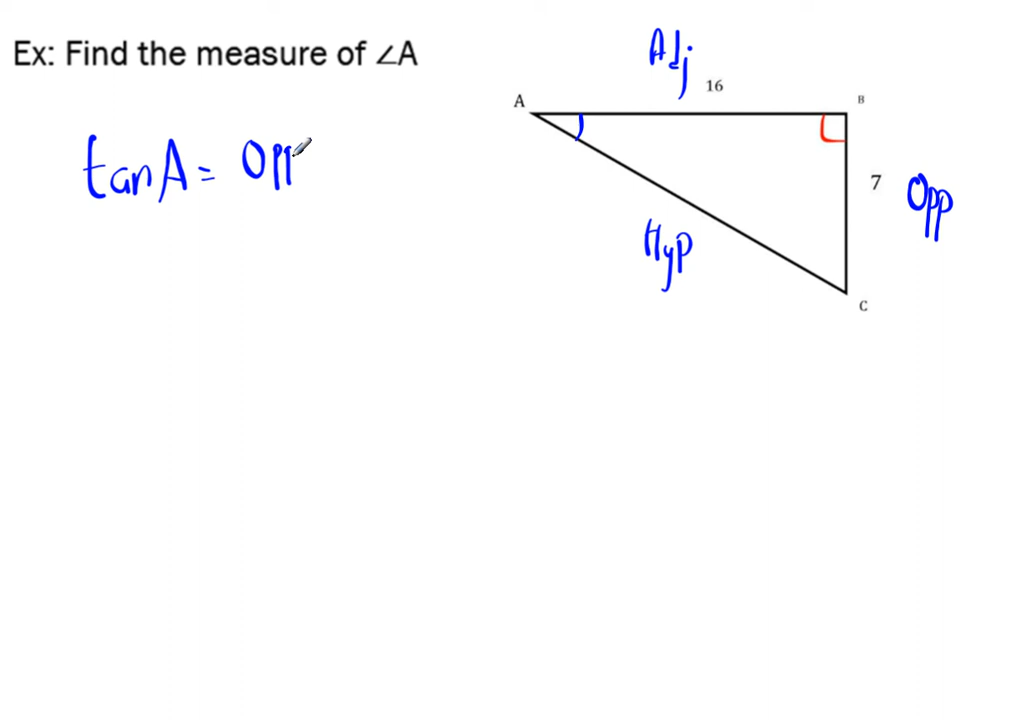 Ex: Find the measure of ∠A
Adj
16
A
B
tan A = Opp
7
Opp
Hyp
C